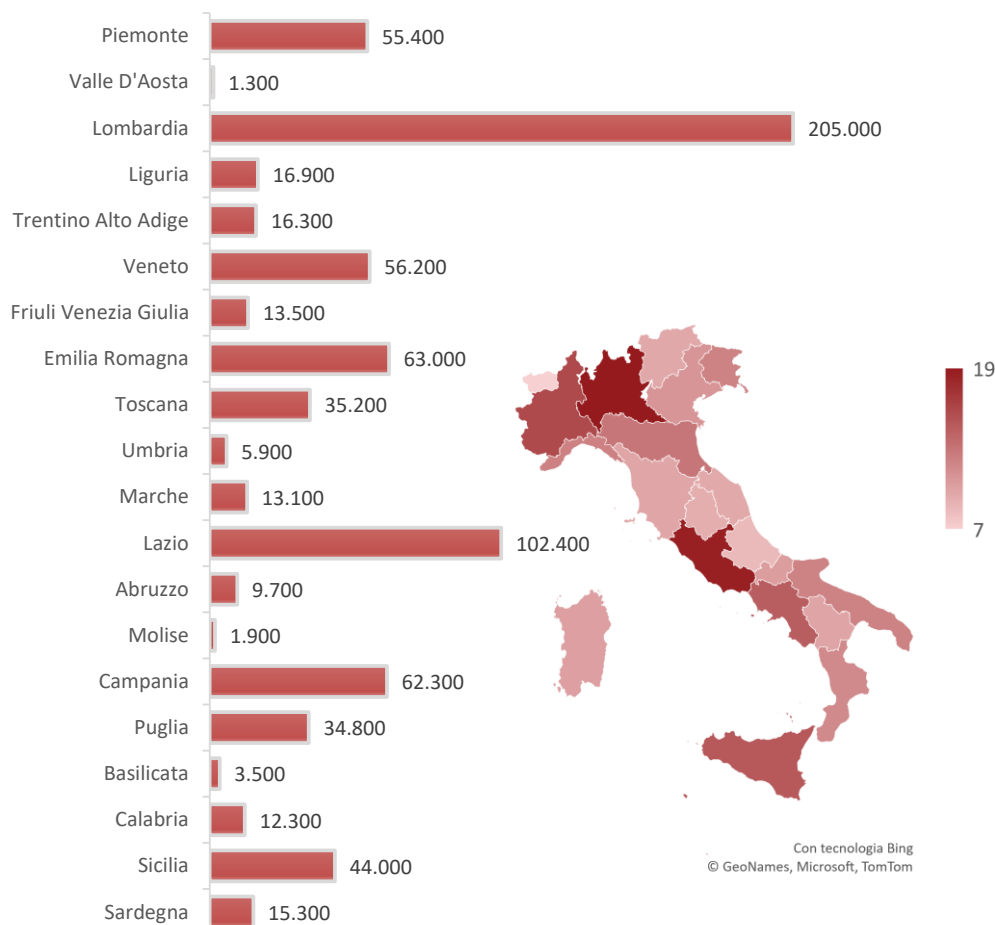 Piemonte 55.400
Valle D'Aosta 1.300
Lombardia 205.000
Liguria 16.900
Trentino Alto Adige 16.300
Veneto 56.200
Friuli Venezia Giulia 13.500
Emilia Romagna 63.000
Toscana 35.200
Umbria 5.900
Marche 13.100
Lazio 102.400
Abruzzo 9.700
Molise 1.900
Campania 62.300
Puglia 34.800
Basilicata 3.500
Calabria 12.300
Sicilia 44.000
Sardegna 15.300
19
7
Con tecnologia Bing
© GeoNames, Microsoft, TomTom